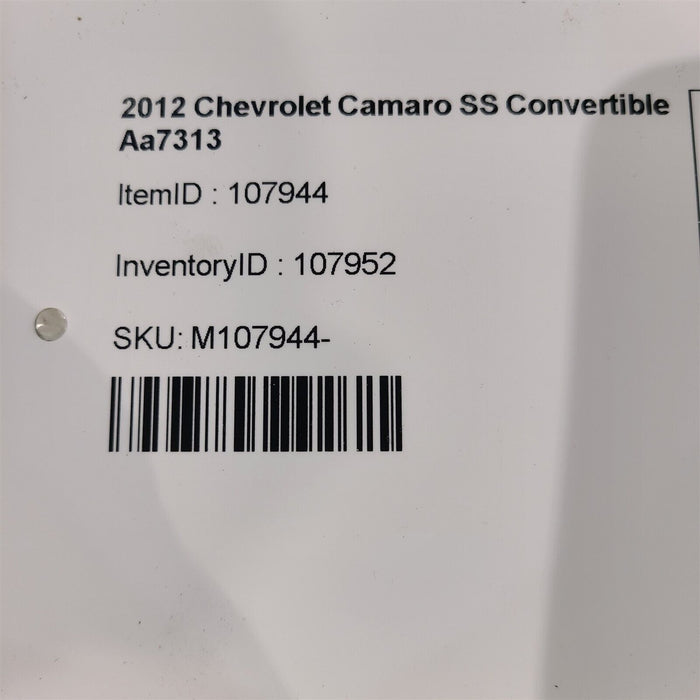 2012 Chevrolet Camaro SS Convertible
Aa7313
ItemID : 107944
InventoryID : 107952
SKU: M107944-